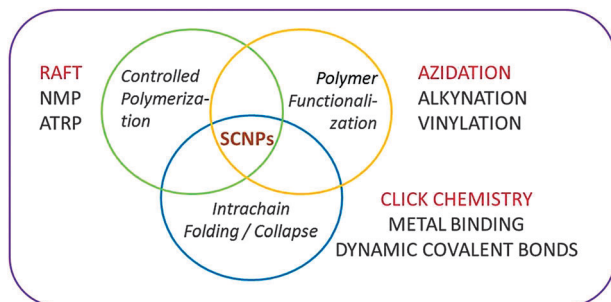 RAFT
NMP
ATRP
Controlled
Polymeriza-
tion
Polymer
Functionali-
zation
AZIDATION
ALKYNATION
VINYLATION
SCNPs
Intrachain
Folding / Collapse
CLICK CHEMISTRY
METAL BINDING
DYNAMIC COVALENT BONDS